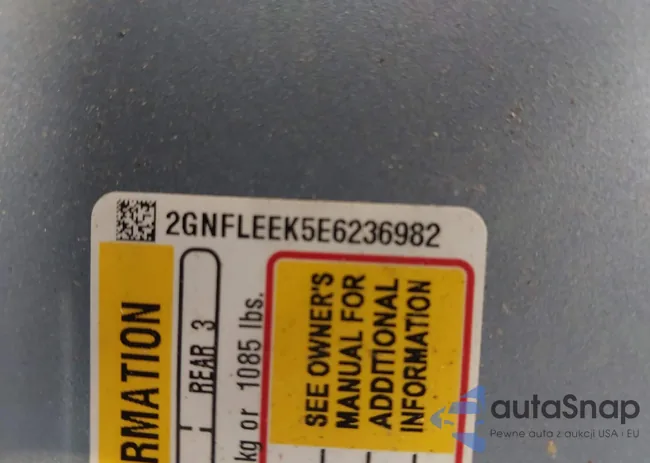 2GNFLEEK5E6236982
RMATION
REAR 3
kg or 1085 lbs.
SEE OWNER'S
MANUAL FOR
ADDITIONAL
INFORMATION
autaSnap
Pewne auta z aukcji USA i EU